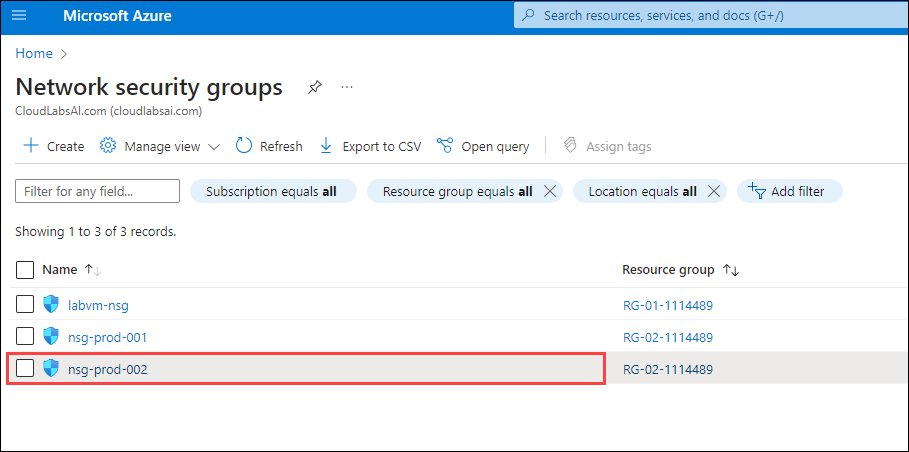 Microsoft Azure
Search resources, services, and docs (G+/)
Home
Network security groups
CloudLabsAI.com (cloudlabsai.com)
Create Manage view Refresh Export to CSV Open query Assign tags
Filter for any field... Subscription equals all Resource group equals all Location equals all Add filter
Showing 1 to 3 of 3 records.
Name Resource group
labvm-nsg RG-01-1114489
nsg-prod-001 RG-02-1114489
nsg-prod-002 RG-02-1114489